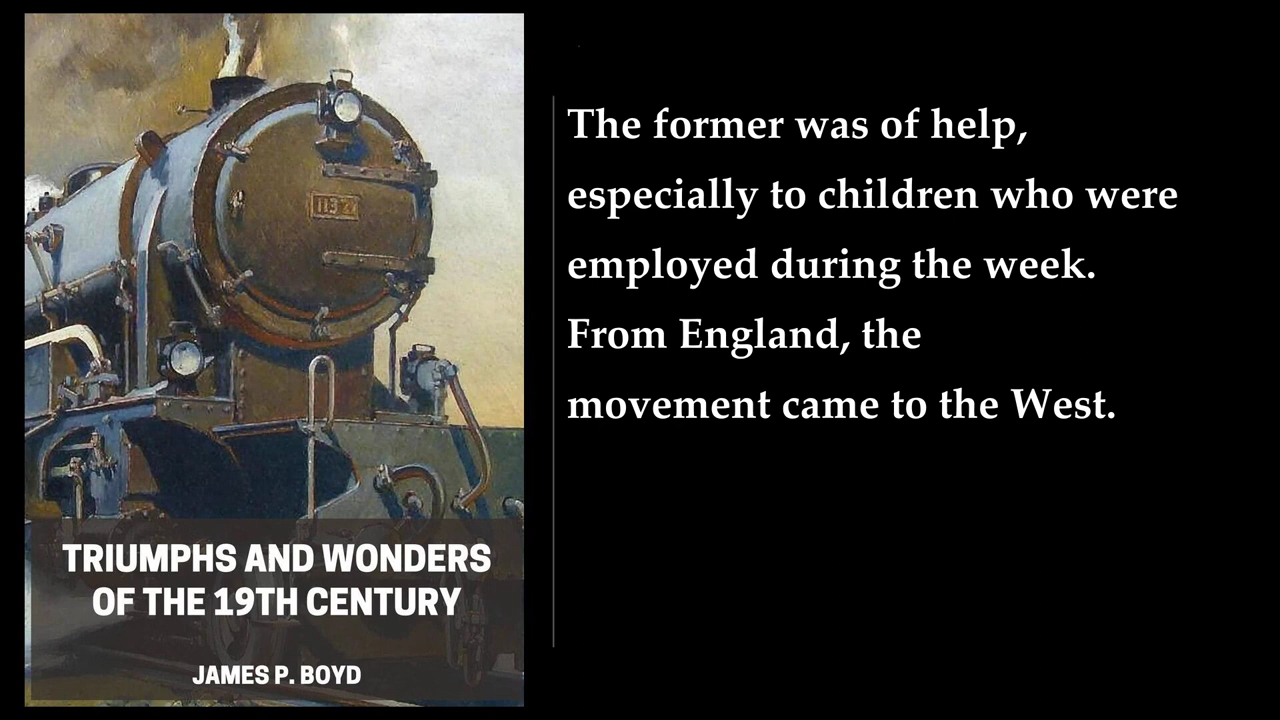 TRIUMPHS AND WONDERS
OF THE 19TH CENTURY
JAMES P. BOYD
The former was of help,
especially to children who were
employed during the week.
From England, the
movement came to the West.